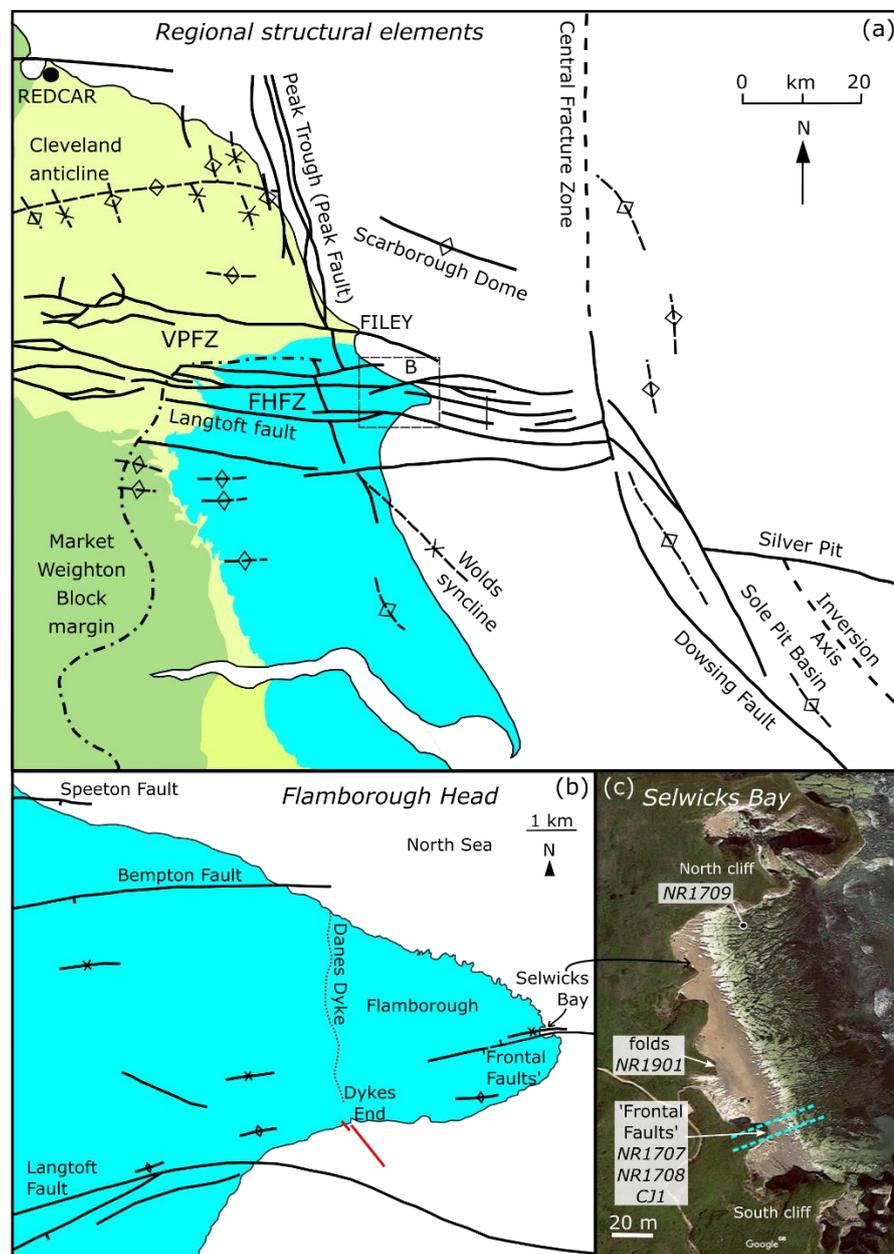 Regional structural elements
(a)
REDCAR
Cleveland
anticline
Peak Trough (Peak Fault)
Scarborough Dome
Central Fracture Zone
0 km 20
N
FILEY
VPFZ
B
FHFZ
Langtoft fault
Market
Weighton
Block
margin
Wolds
syncline
Silver Pit
Sole Pit Basin
Inversion
Axis
Dowsing Fault
Speeton Fault
Flamborough Head
(b)
1 km
N
North Sea
Bempton Fault
Danes Dyke
Flamborough
Selwicks
Bay
'Frontal
Faults'
Dykes
End
Langtoft
Fault
(c)
Selwicks Bay
North cliff
NR1709
folds
NR1901
'Frontal
Faults'
NR1707
NR1708
CJ1
20 m
South cliff
Google